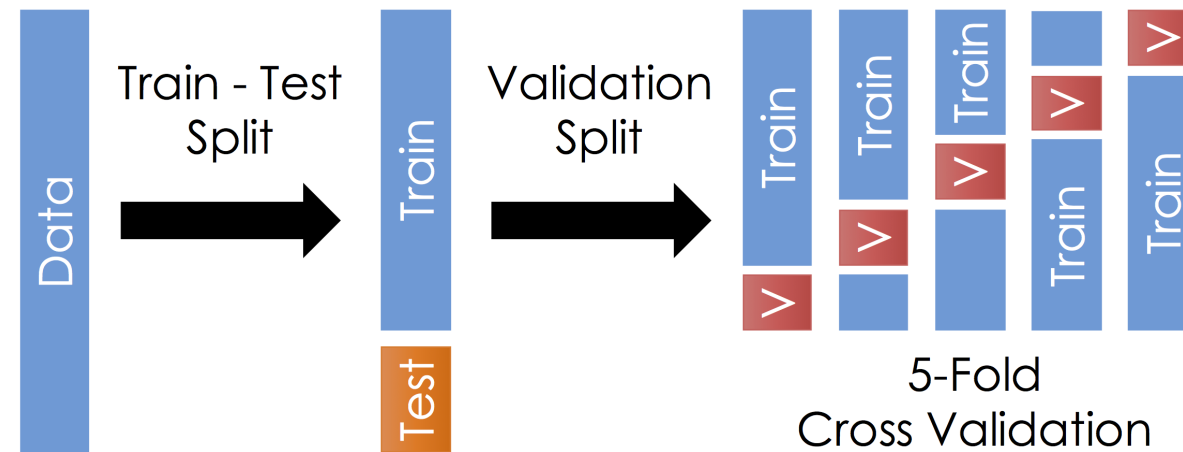 Data
Train - Test
Split
Train
Test
Validation
Split
Train
V
Train
V
Train
V
V
Train
V
Train
5-Fold
Cross Validation